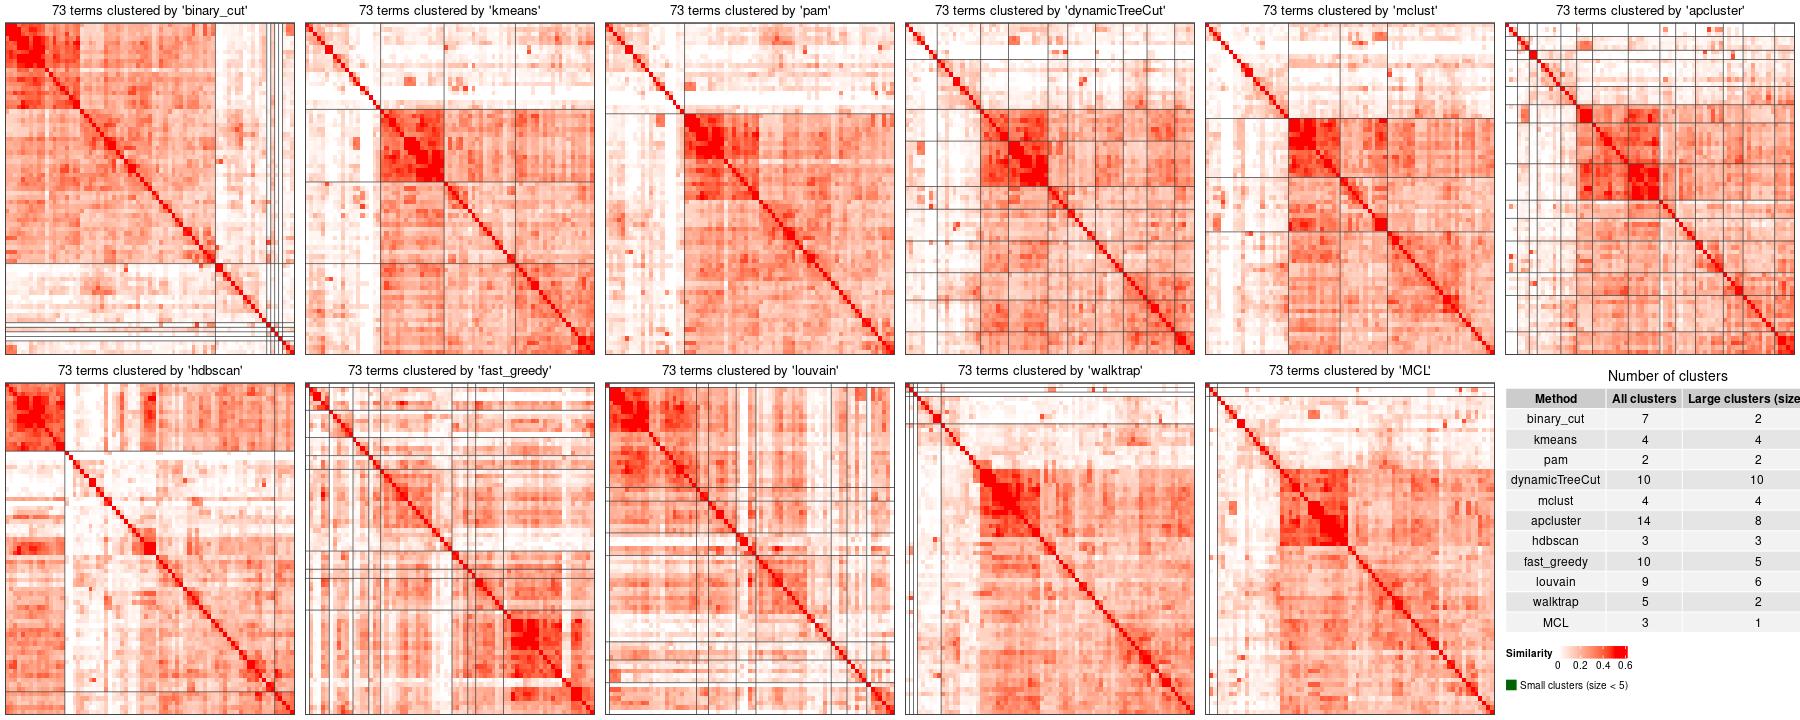 73 terms clustered by 'binary_cut'
73 terms clustered by 'kmeans'
73 terms clustered by 'pam'
73 terms clustered by 'dynamicTreeCut'
73 terms clustered by 'mclust'
73 terms clustered by 'apcluster'
73 terms clustered by 'hdbscan'
73 terms clustered by 'fast_greedy'
73 terms clustered by 'louvain'
73 terms clustered by 'walktrap'
73 terms clustered by 'MCL'
Number of clusters
Method All clusters Large clusters (size
binary_cut 7 2
kmeans 4 4
pam 2 2
dynamicTreeCut 10 10
mclust 4 4
apcluster 14 8
hdbscan 3 3
fast_greedy 10 5
louvain 9 6
walktrap 5 2
MCL 3 1
Similarity
0 0.2 0.4 0.6
Small clusters (size < 5)